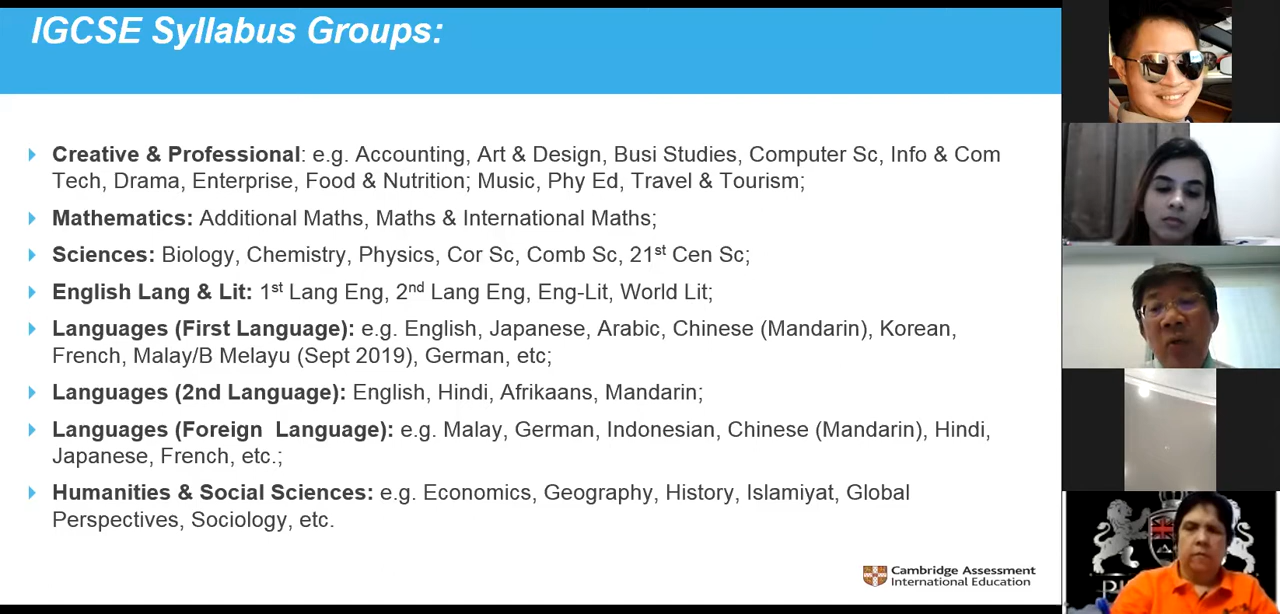 IGCSE Syllabus Groups:
Creative & Professional: e.g. Accounting, Art & Design, Busi Studies, Computer Sc, Info & Com
Tech, Drama, Enterprise, Food & Nutrition; Music, Phy Ed, Travel & Tourism;
Mathematics: Additional Maths, Maths & International Maths;
Sciences: Biology, Chemistry, Physics, Cor Sc, Comb Sc, 21st Cen Sc;
English Lang & Lit: 1st Lang Eng, 2nd Lang Eng, Eng-Lit, World Lit;
Languages (First Language): e.g. English, Japanese, Arabic, Chinese (Mandarin), Korean,
French, Malay/B Melayu (Sept 2019), German, etc;
Languages (2nd Language): English, Hindi, Afrikaans, Mandarin;
Languages (Foreign  Language): e.g. Malay, German, Indonesian, Chinese (Mandarin), Hindi,
Japanese, French, etc.;
Humanities & Social Sciences: e.g. Economics, Geography, History, Islamiyat, Global
Perspectives, Sociology, etc.
Cambridge Assessment
International Education